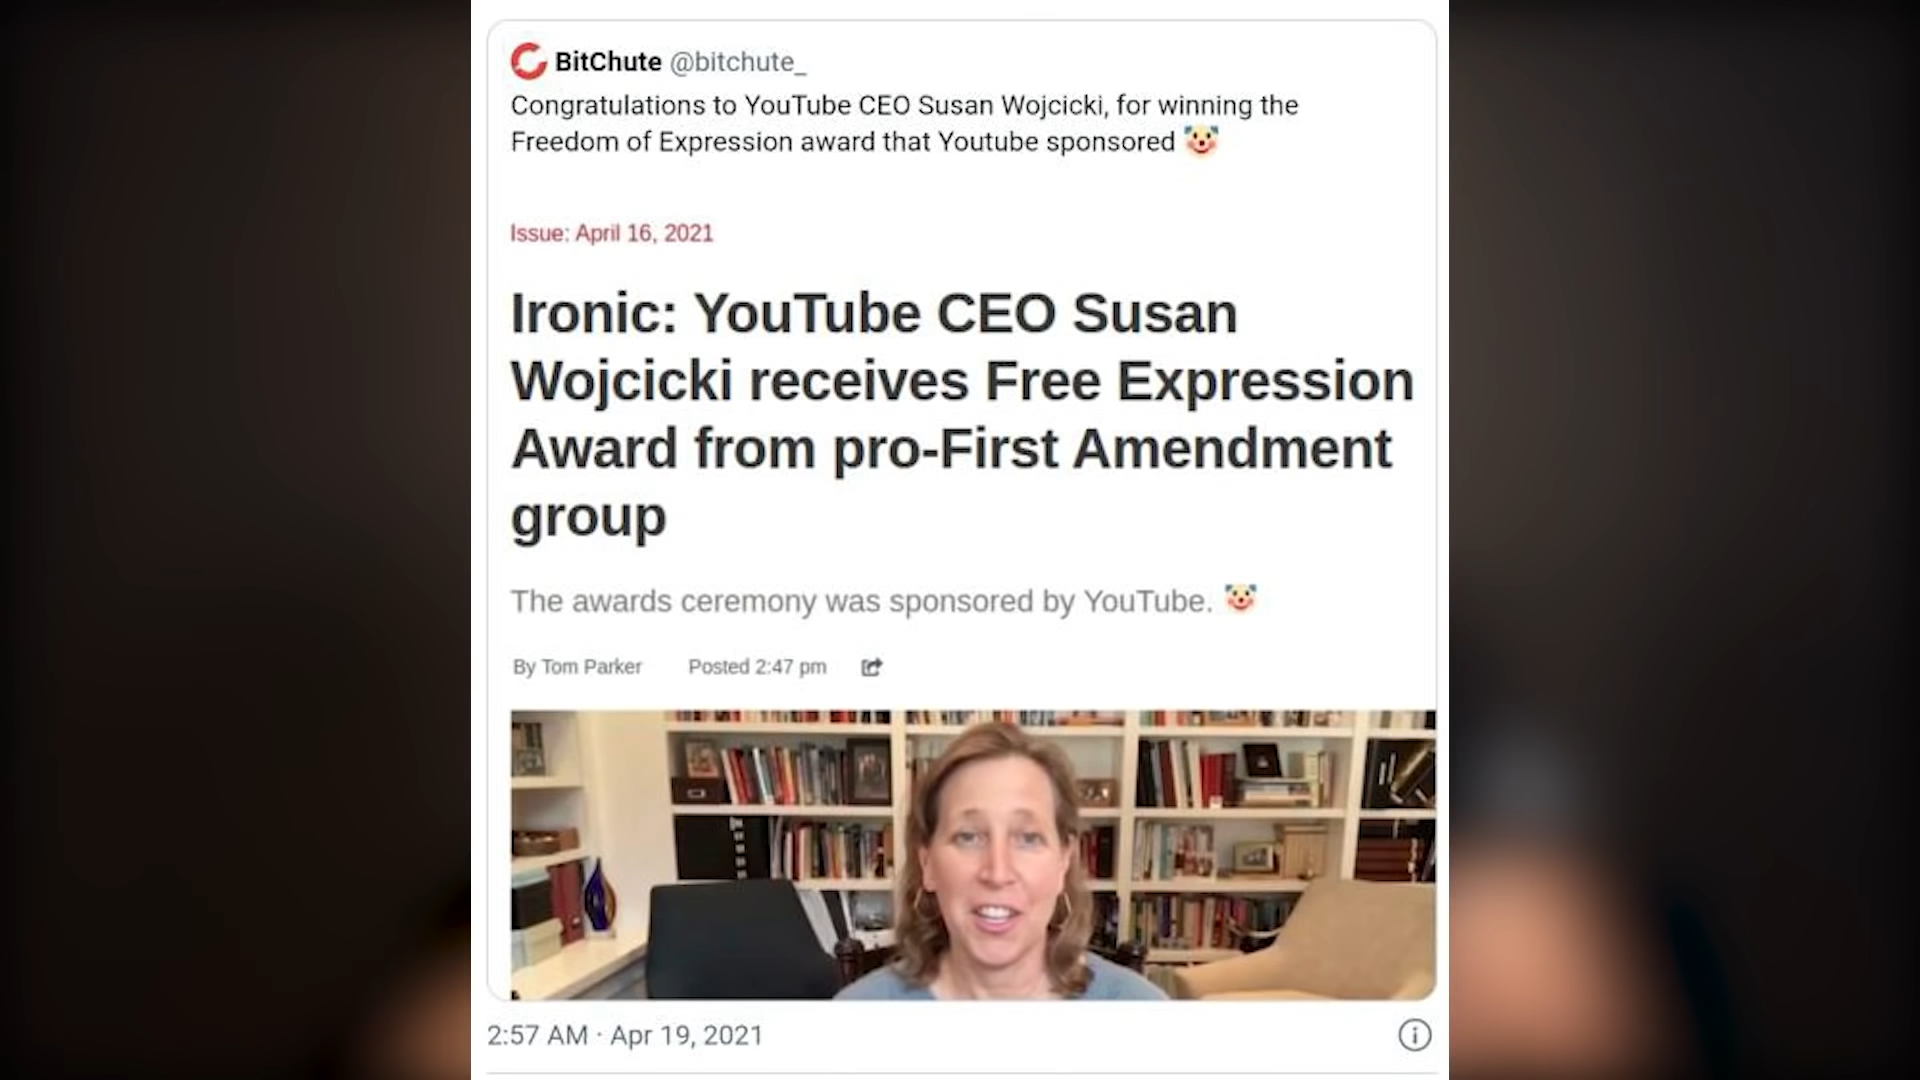 BitChute @bitchute_
Congratulations to YouTube CEO Susan Wojcicki, for winning the
Freedom of Expression award that Youtube sponsored 🤡
Issue: April 16, 2021
Ironic: YouTube CEO Susan
Wojcicki receives Free Expression
Award from pro-First Amendment
group
The awards ceremony was sponsored by YouTube. 🤡
By Tom Parker Posted 2:47 pm
2:57 AM · Apr 19, 2021